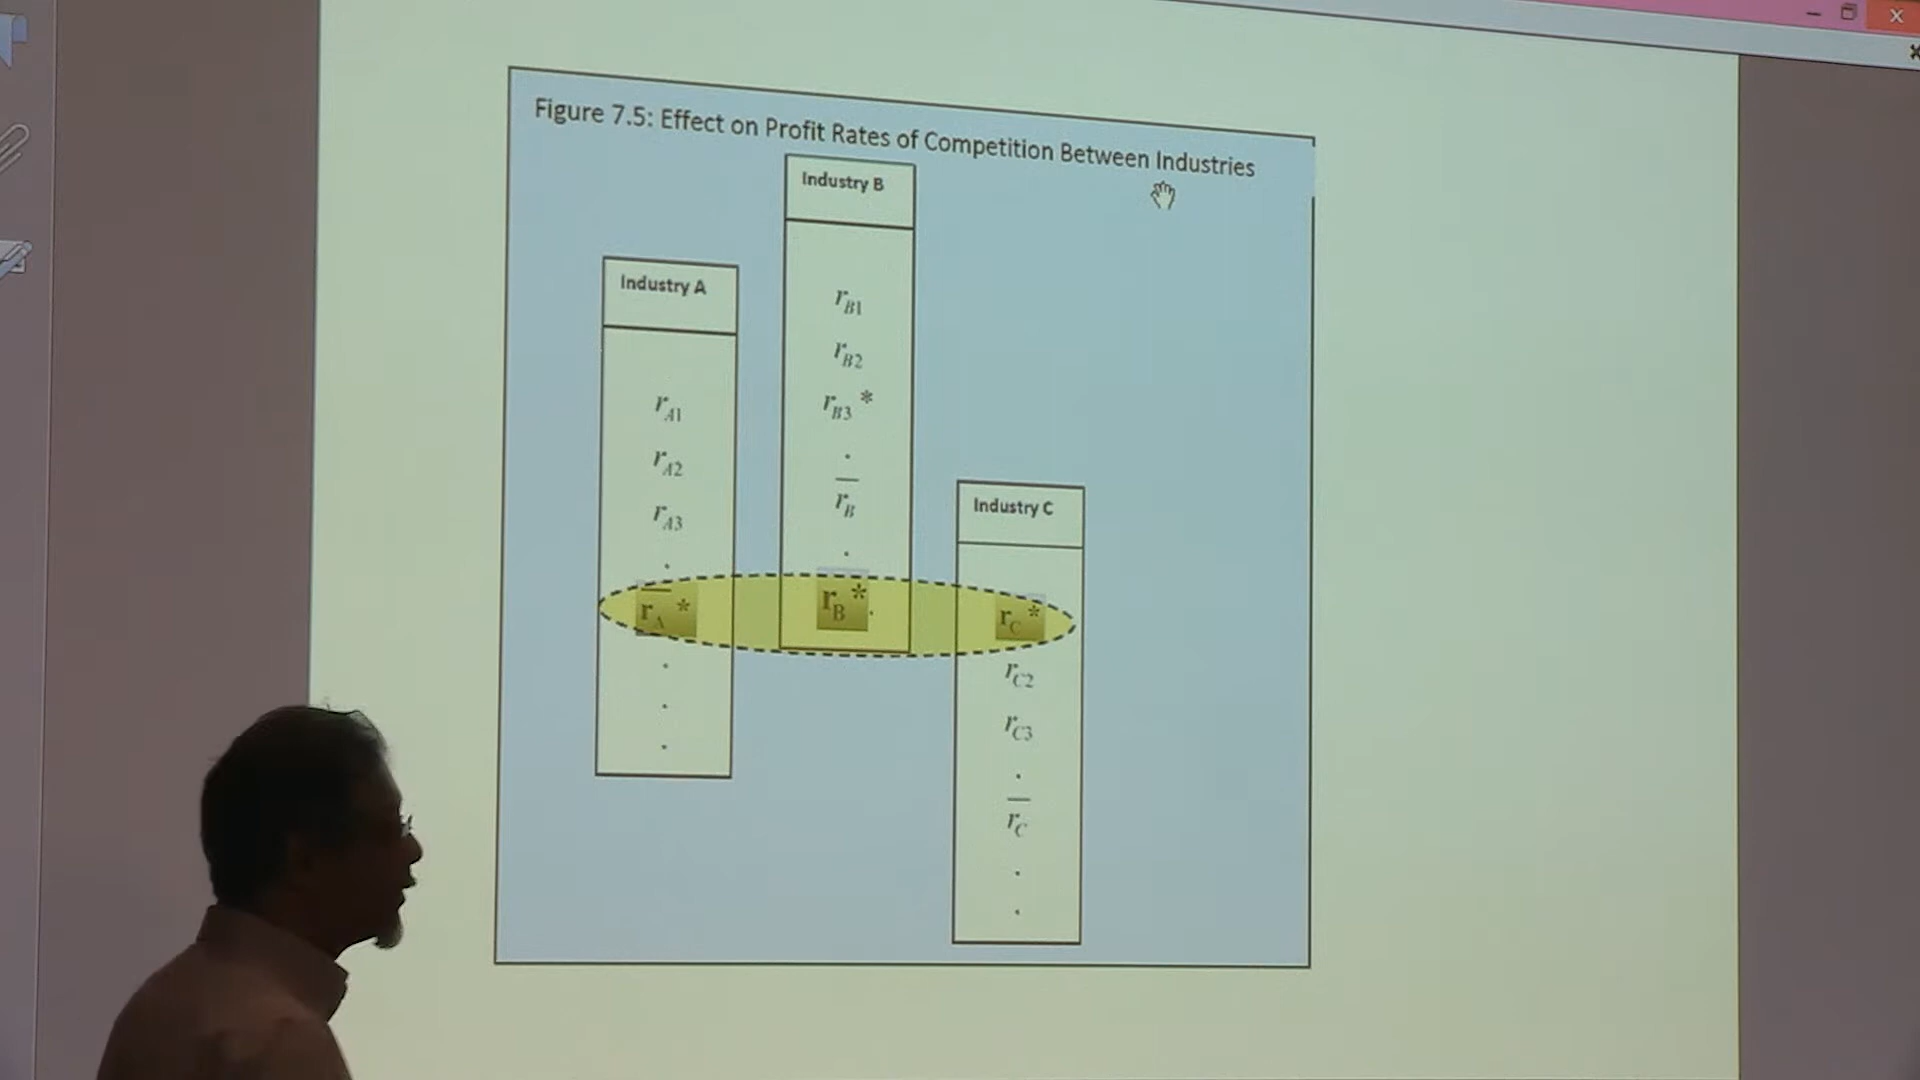 Figure 7.5: Effect on Profit Rates of Competition Between Industries
Industry A
r_A1
r_A2
r_A3
.
r̅_A *
.
.
.
Industry B
r_B1
r_B2
r_B3 *
.
r̅_B
.
r_B *.
Industry C
r_C *
r_C2
r_C3
.
r̅_C
.
.